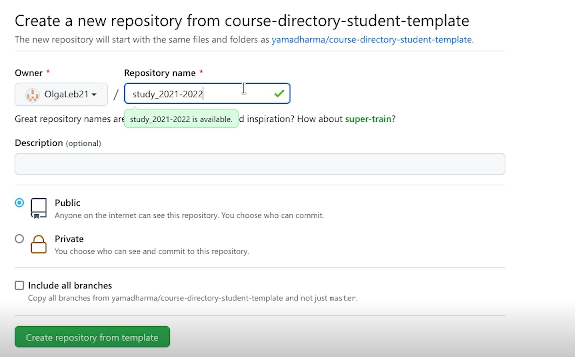 Create a new repository from course-directory-student-template
The new repository will start with the same files and folders as yamadharma/course-directory-student-template.
Owner *
Repository name *
OlgaLeb21
/
study_2021-2022
Great repository names are
study_2021-2022 is available.
d inspiration? How about super-train?
Description (optional)
Public
Anyone on the internet can see this repository. You choose who can commit.
Private
You choose who can see and commit to this repository.
Include all branches
Copy all branches from yamadharma/course-directory-student-template and not just master.
Create repository from template